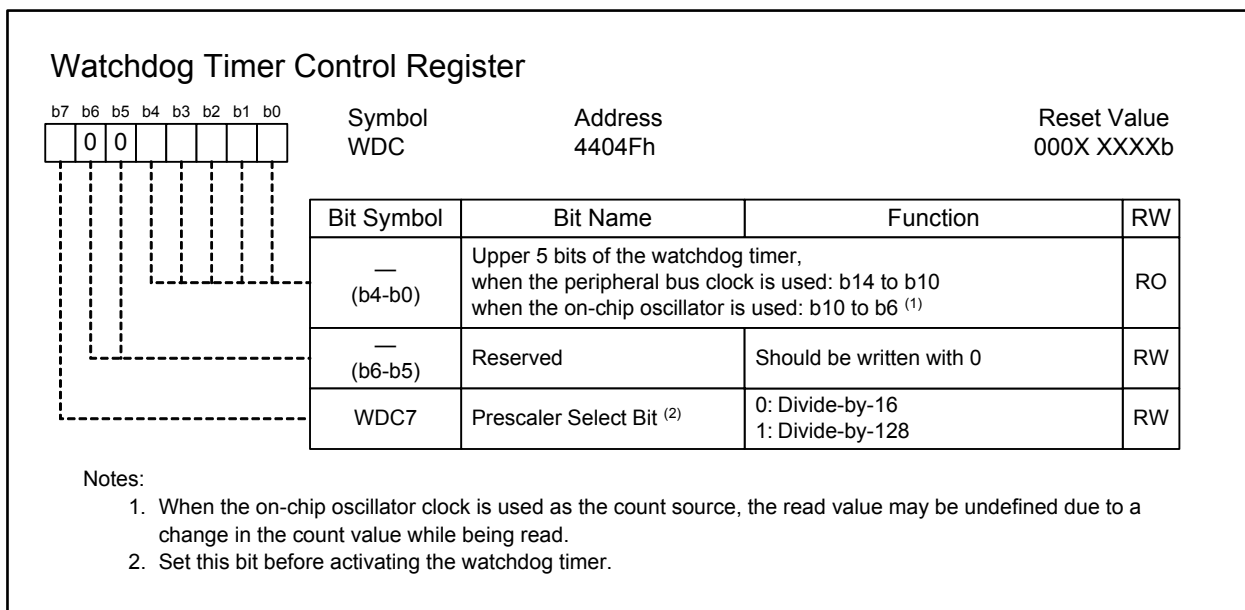 Watchdog Timer Control Register
b7 b6 b5 b4 b3 b2 b1 b0
0 0
Symbol Address Reset Value
WDC 4404Fh 000X XXXXb
Bit Symbol Bit Name Function RW
—
(b4-b0)
Upper 5 bits of the watchdog timer,
when the peripheral bus clock is used: b14 to b10
when the on-chip oscillator is used: b10 to b6 (1)
RO
—
(b6-b5)
Reserved Should be written with 0 RW
WDC7 Prescaler Select Bit (2)
0: Divide-by-16
1: Divide-by-128
RW
Notes:
1. When the on-chip oscillator clock is used as the count source, the read value may be undefined due to a
change in the count value while being read.
2. Set this bit before activating the watchdog timer.